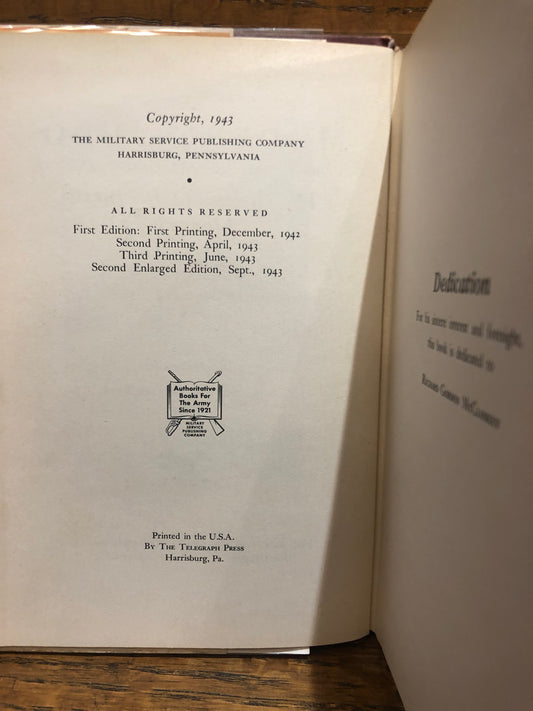 Copyright, 1943
THE MILITARY SERVICE PUBLISHING COMPANY
HARRISBURG, PENNSYLVANIA
•
ALL RIGHTS RESERVED
First Edition: First Printing, December, 1942
Second Printing, April, 1943
Third Printing, June, 1943
Second Enlarged Edition, Sept., 1943
Authoritative
Books For
The Army
Since 1921
MILITARY
SERVICE
PUBLISHING
COMPANY
Printed in the U.S.A.
By The Telegraph Press
Harrisburg, Pa.
Dedication
For his sincere interest and foresight,
this book is dedicated to
Richard Gordon